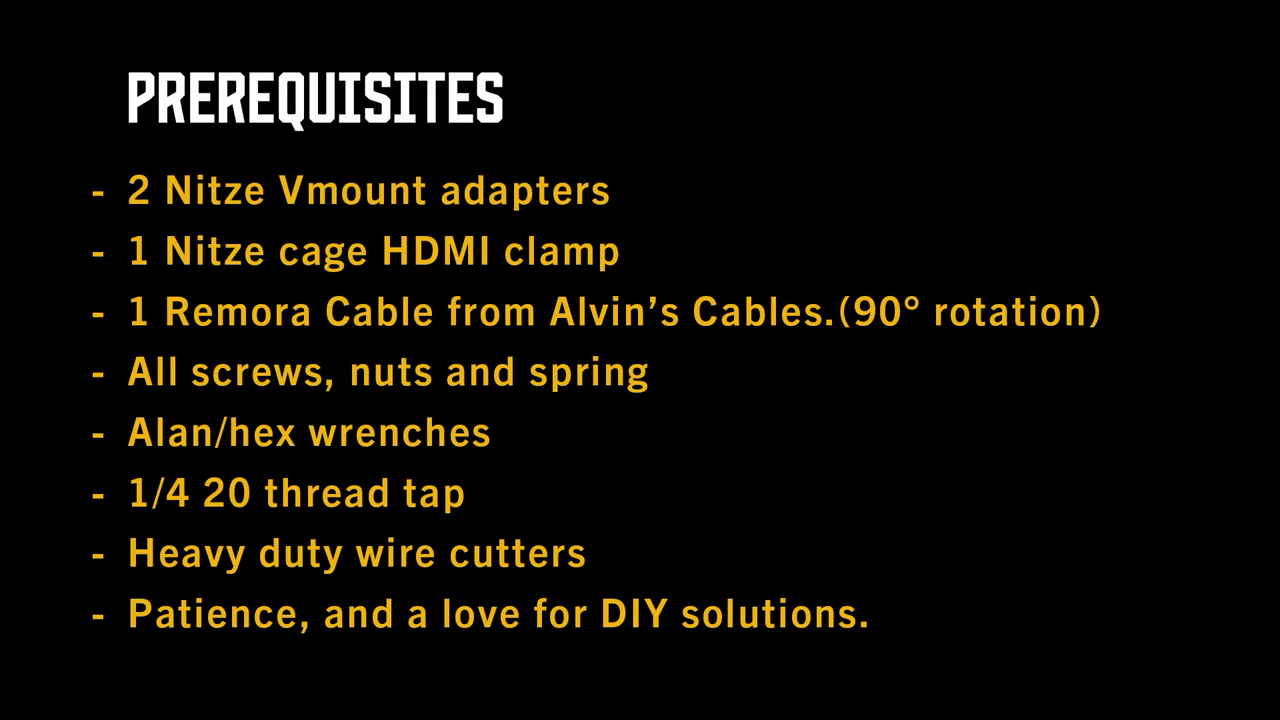 PREREQUISITES
- 2 Nitze Vmount adapters
- 1 Nitze cage HDMI clamp
- 1 Remora Cable from Alvin’s Cables.(90° rotation)
- All screws, nuts and spring
- Alan/hex wrenches
- 1/4 20 thread tap
- Heavy duty wire cutters
- Patience, and a love for DIY solutions.